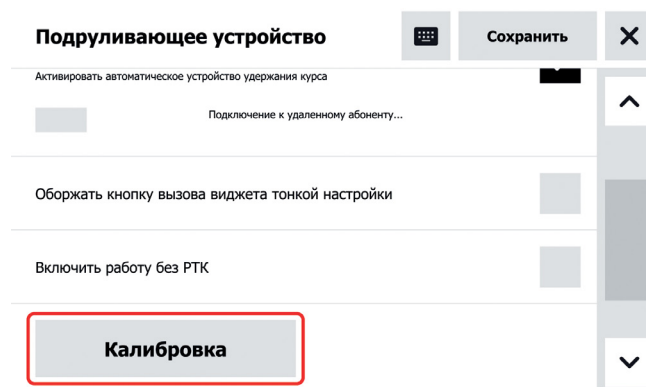 Подруливающее устройство
Сохранить
Активировать автоматическое устройство удержания курса
Подключение к удаленному абоненту...
Оборжать кнопку вызова виджета тонкой настройки
Включить работу без РТК
Калибровка